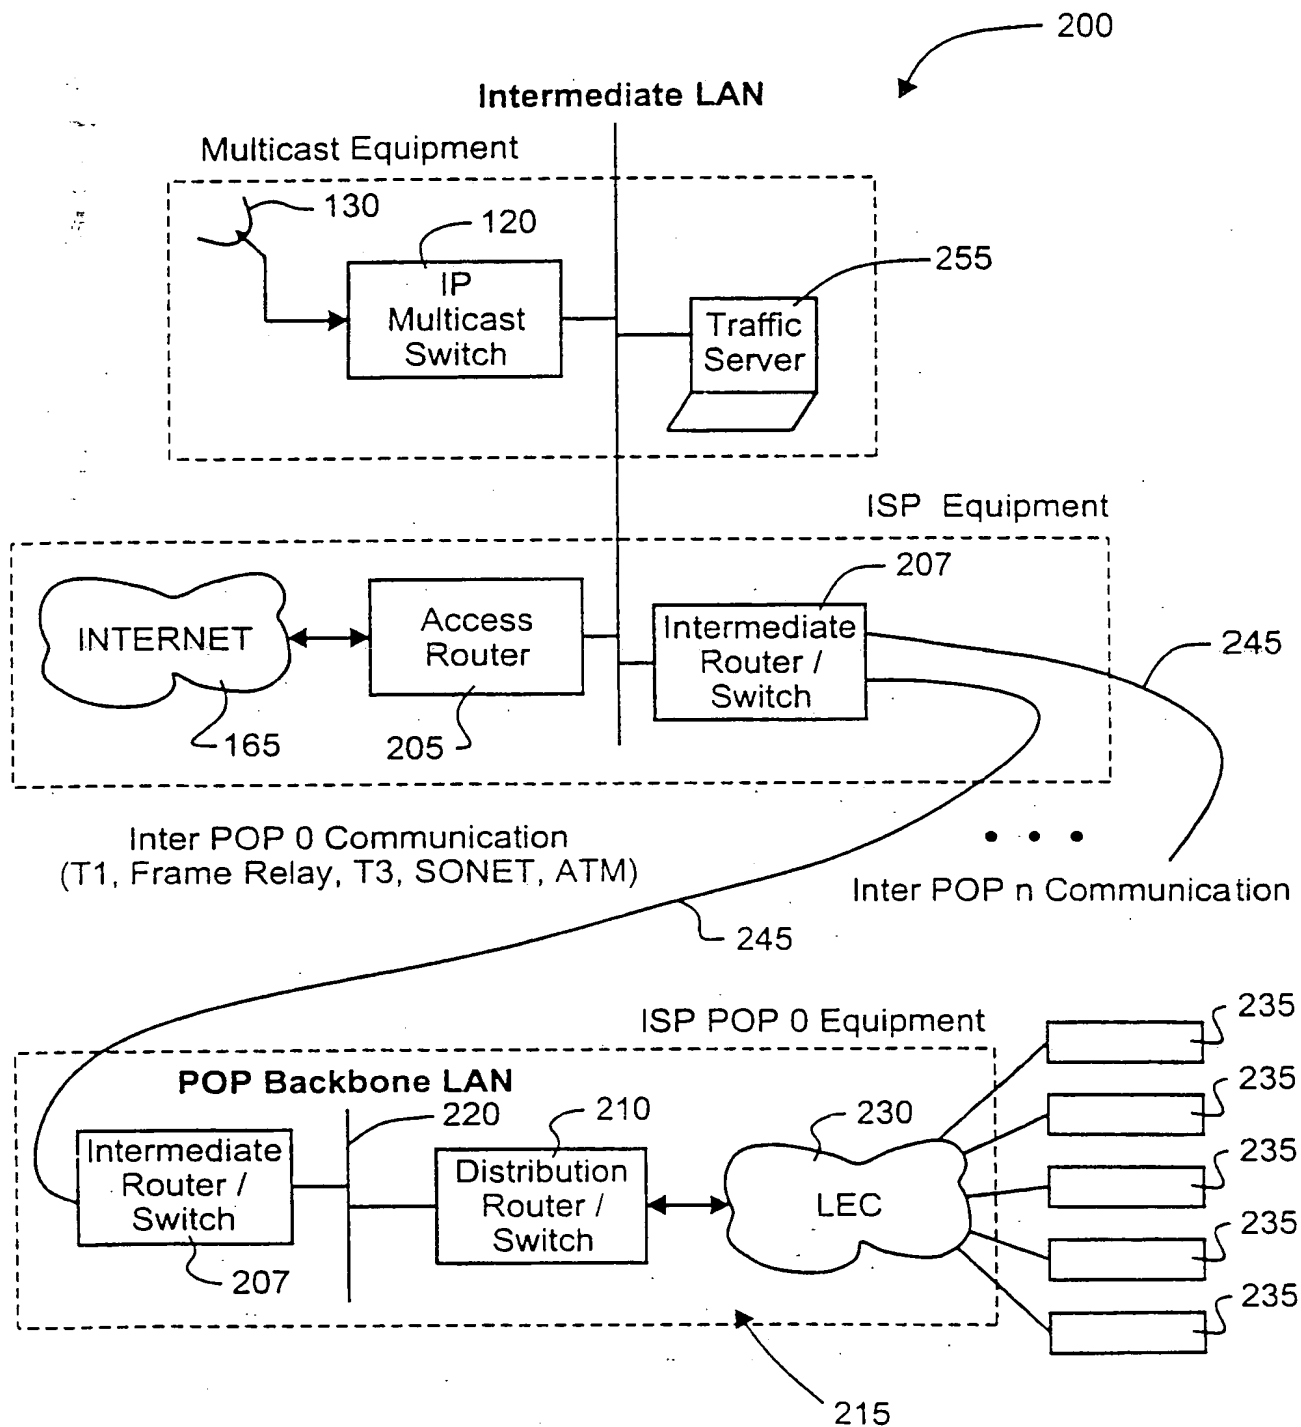 200
Intermediate LAN
Multicast Equipment
130
120
255
IP
Multicast
Switch
Traffic
Server
ISP Equipment
207
INTERNET
Access
Router
Intermediate
Router /
Switch
245
165
205
Inter POP 0 Communication
(T1, Frame Relay, T3, SONET, ATM)
• • •
Inter POP n Communication
245
ISP POP 0 Equipment
235
POP Backbone LAN
220
210
230
235
Intermediate
Router /
Switch
Distribution
Router /
Switch
LEC
235
235
207
235
215